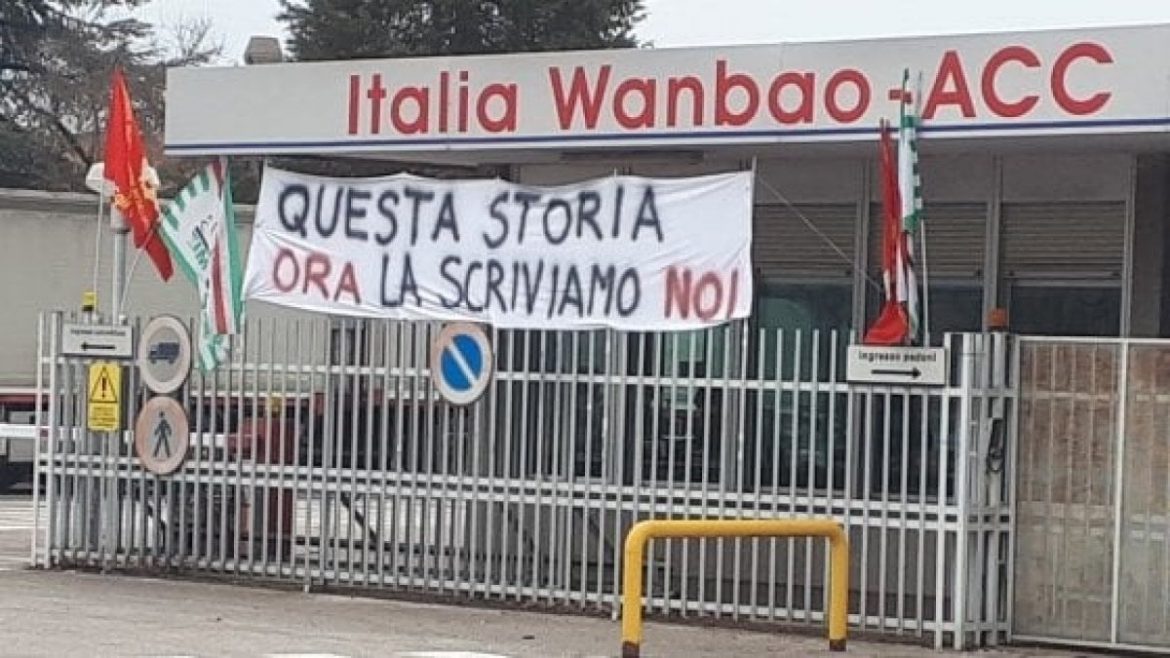 Italia Wanbao-ACC
QUESTA STORIA
ORA LA SCRIVIAMO NOI
ingresso pedoni